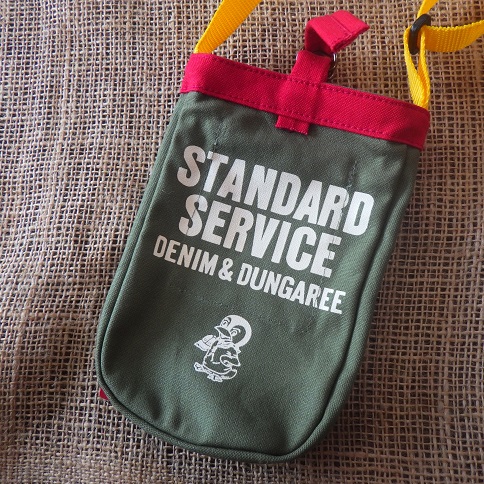 STANDARD
SERVICE
DENIM & DUNGAREE